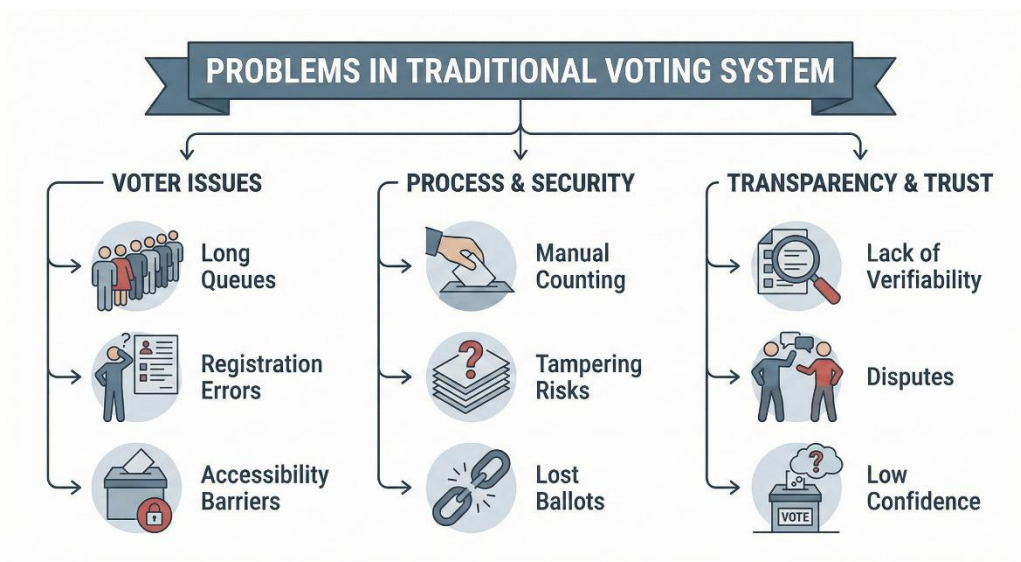 PROBLEMS IN TRADITIONAL VOTING SYSTEM
VOTER ISSUES
Long
Queues
?
Registration
Errors
Accessibility
Barriers
PROCESS & SECURITY
Manual
Counting
?
Tampering
Risks
Lost
Ballots
TRANSPARENCY & TRUST
Lack of
Verifiability
Disputes
?
VOTE
Low
Confidence